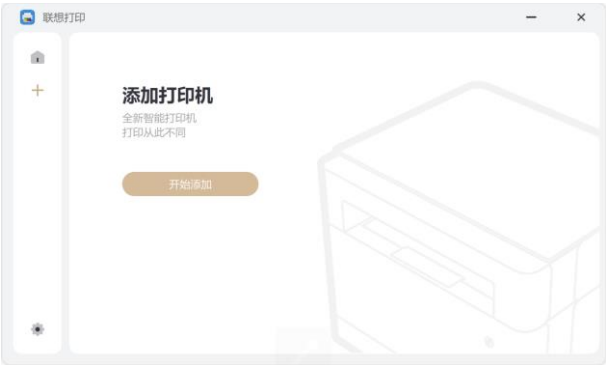 联想打印
添加打印机
全新智能打印机
打印从此不同
开始添加